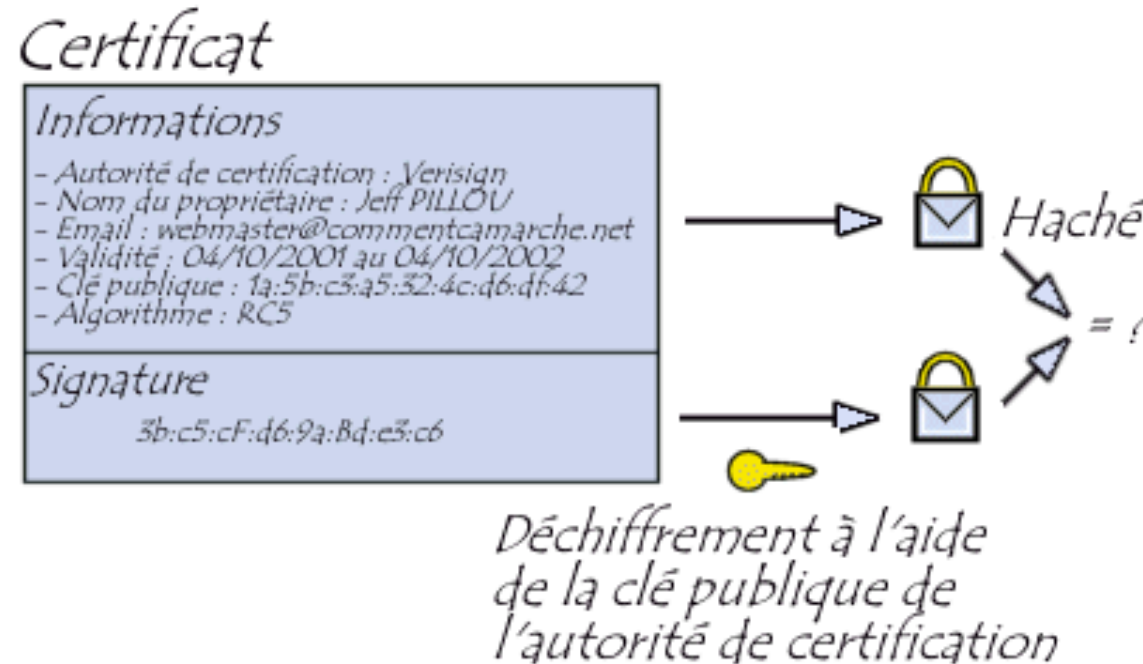 Certificat
Informations
- Autorité de certification : Verisign
- Nom du propriétaire : Jeff PILLOU
- Email : webmaster@commentcamarche.net
- Validité : 04/10/2001 au 04/10/2002
- Clé publique : 1a:5b:c3:a5:32:4c:d6:df:42
- Algorithme : RC5
Signature
3b:c5:cF:d6:9a:Bd:e3:c6
Haché
= ?
Déchiffrement à l'aide
de la clé publique de
l'autorité de certification